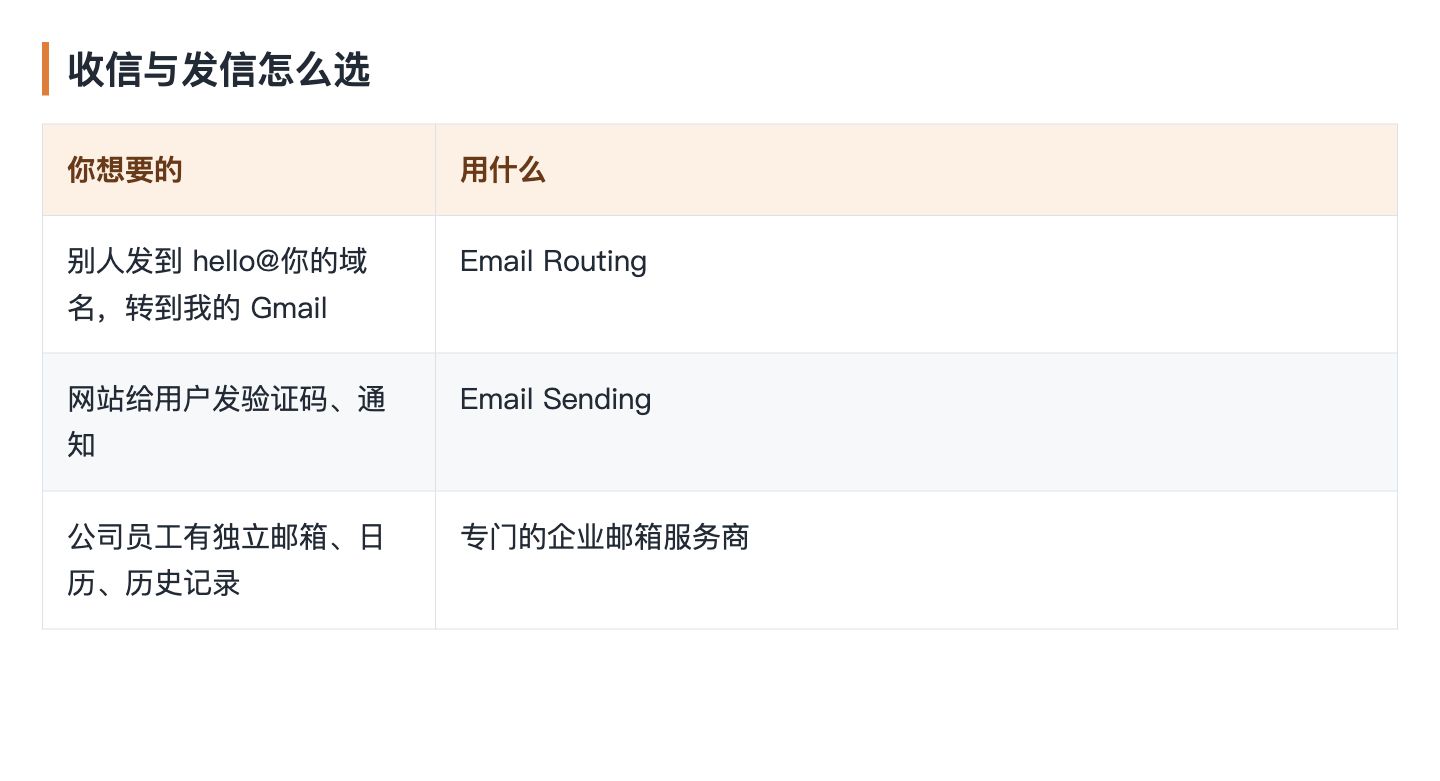 收信与发信怎么选
你想要的
用什么
别人发到 hello@你的域
名，转到我的 Gmail
Email Routing
网站给用户发验证码、通
知
Email Sending
公司员工有独立邮箱、日
历、历史记录
专门的企业邮箱服务商